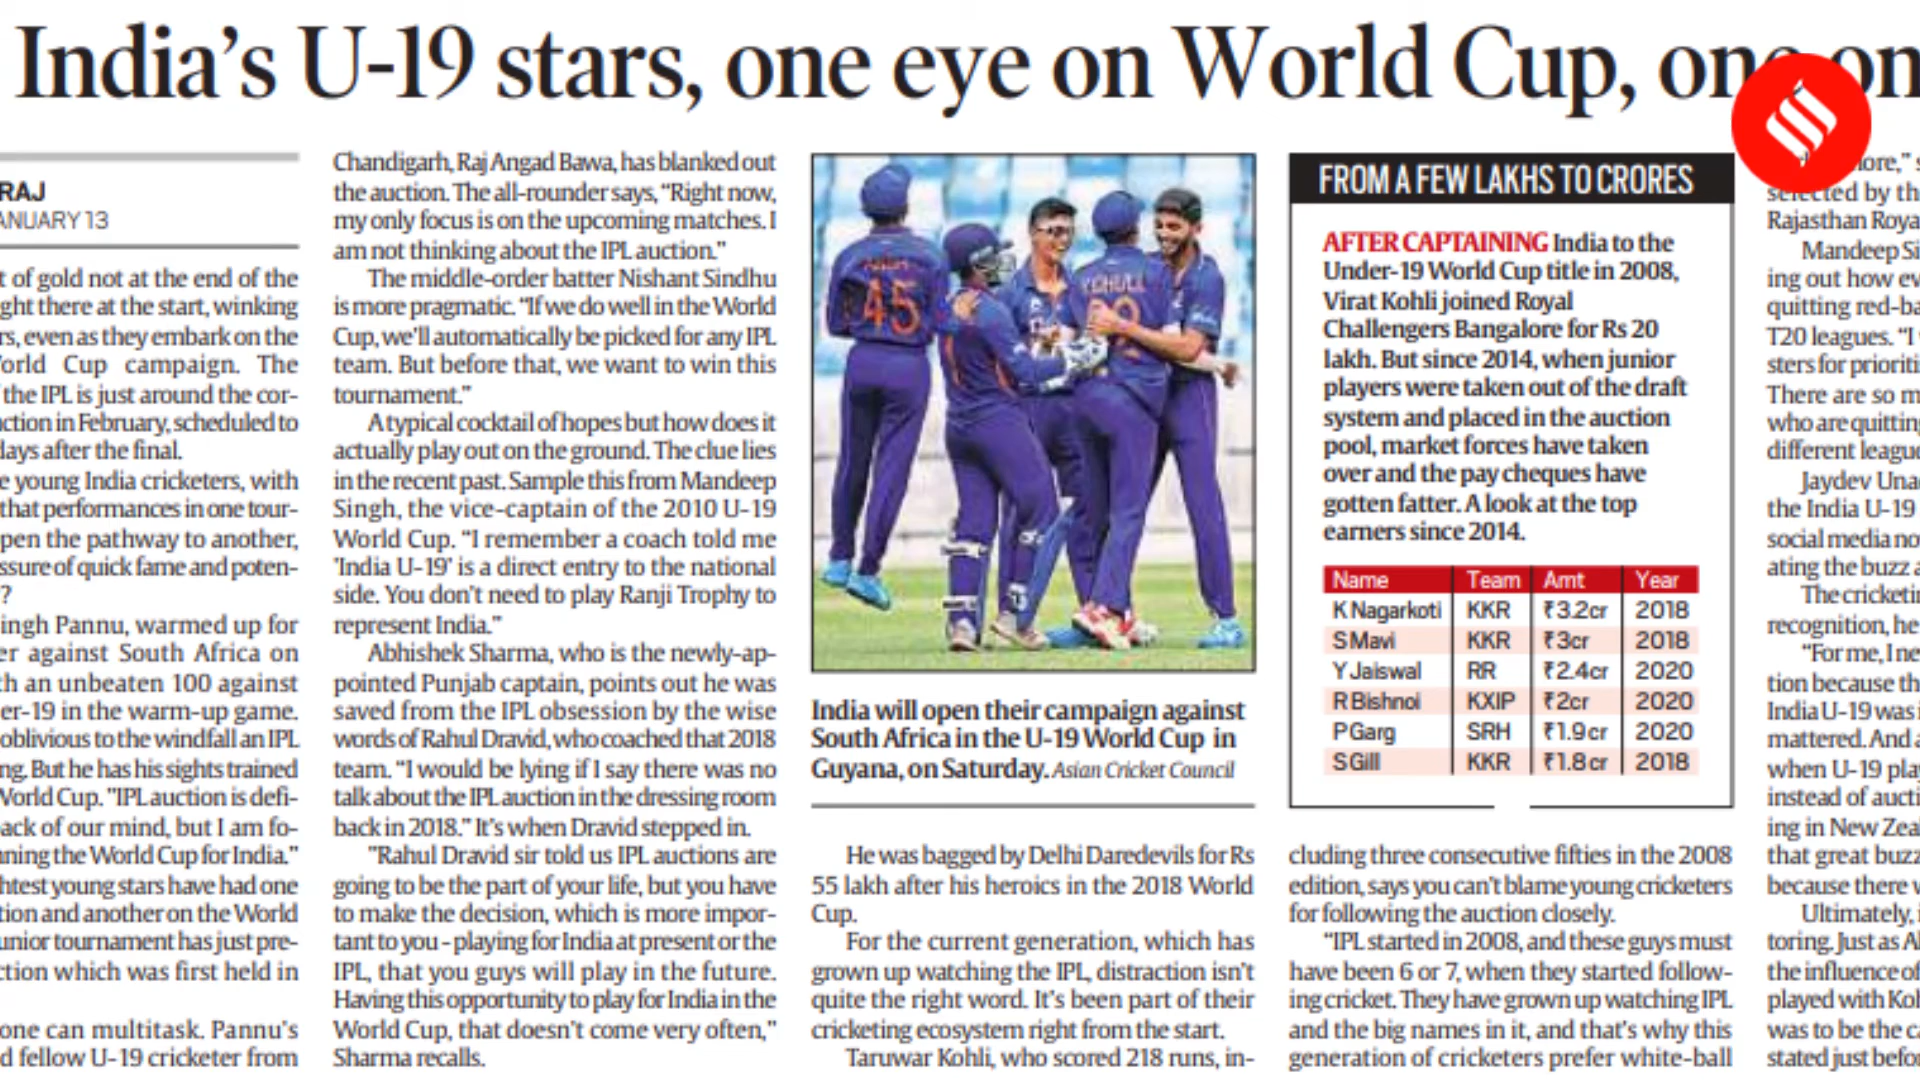 India's U-19 stars, one eye on World Cup, one on
RAJ
ANUARY 13
t of gold not at the end of the
ght there at the start, winking
rs, even as they embark on the
orld Cup campaign. The
the IPL is just around the cor-
ction in February, scheduled to
days after the final.
e young India cricketers, with
that performances in one tour-
pen the pathway to another,
ssure of quick fame and poten-
?
ingh Pannu, warmed up for
er against South Africa on
th an unbeaten 100 against
er-19 in the warm-up game.
oblivious to the windfall an IPL
ng. But he has his sights trained
World Cup. "IPL auction is defi-
ack of our mind, but I am fo-
nning the World Cup for India."
htest young stars have had one
tion and another on the World
unior tournament has just pre-
ction which was first held in
one can multitask. Pannu's
d fellow U-19 cricketer from
Chandigarh, Raj Angad Bawa, has blanked out
the auction. The all-rounder says, "Right now,
my only focus is on the upcoming matches. I
am not thinking about the IPL auction."
The middle-order batter Nishant Sindhu
is more pragmatic. "If we do well in the World
Cup, we'll automatically be picked for any IPL
team. But before that, we want to win this
tournament."
A typical cocktail of hopes but how does it
actually play out on the ground. The clue lies
in the recent past. Sample this from Mandeep
Singh, the vice-captain of the 2010 U-19
World Cup. "I remember a coach told me
'India U-19' is a direct entry to the national
side. You don't need to play Ranji Trophy to
represent India."
Abhishek Sharma, who is the newly-ap-
pointed Punjab captain, points out he was
saved from the IPL obsession by the wise
words of Rahul Dravid, who coached that 2018
team. "I would be lying if I say there was no
talk about the IPL auction in the dressing room
back in 2018." It's when Dravid stepped in.
"Rahul Dravid sir told us IPL auctions are
going to be the part of your life, but you have
to make the decision, which is more impor-
tant to you - playing for India at present or the
IPL, that you guys will play in the future.
Having this opportunity to play for India in the
World Cup, that doesn't come very often,"
Sharma recalls.
45
India will open their campaign against
South Africa in the U-19 World Cup in
Guyana, on Saturday. Asian Cricket Council
He was bagged by Delhi Daredevils for Rs
55 lakh after his heroics in the 2018 World
Cup.
For the current generation, which has
grown up watching the IPL, distraction isn't
quite the right word. It's been part of their
cricketing ecosystem right from the start.
Taruwar Kohli, who scored 218 runs, in-
FROM A FEW LAKHS TO CRORES
AFTER CAPTAINING India to the
Under-19 World Cup title in 2008,
Virat Kohli joined Royal
Challengers Bangalore for Rs 20
lakh. But since 2014, when junior
players were taken out of the draft
system and placed in the auction
pool, market forces have taken
over and the pay cheques have
gotten fatter. A look at the top
earners since 2014.
Name Team Amt Year
K Nagarkoti KKR ₹3.2cr 2018
S Mavi KKR ₹3cr 2018
Y Jaiswal RR ₹2.4cr 2020
R Bishnoi KXIP ₹2cr 2020
P Garg SRH ₹1.9cr 2020
S Gill KKR ₹1.8cr 2018
cluding three consecutive fifties in the 2008
edition, says you can't blame young cricketers
for following the auction closely.
"IPL started in 2008, and these guys must
have been 6 or 7, when they started follow-
ing cricket. They have grown up watching IPL
and the big names in it, and that's why this
generation of cricketers prefer white-ball
ore," s
selected by th
Rajasthan Roya
Mandeep Si
ing out how ev
quitting red-ba
T20 leagues. "I
sters for prioriti
There are so m
who are quitting
different leagu
Jaydev Una
the India U-19
social media no
ating the buzz a
The cricketin
recognition, he
"For me, I ne
tion because th
India U-19 was i
mattered. And a
when U-19 play
instead of aucti
ing in New Zea
that great buzz
because there w
Ultimately, i
toring. Just as Al
the influence of
played with Koh
was to be the ca
stated just befo